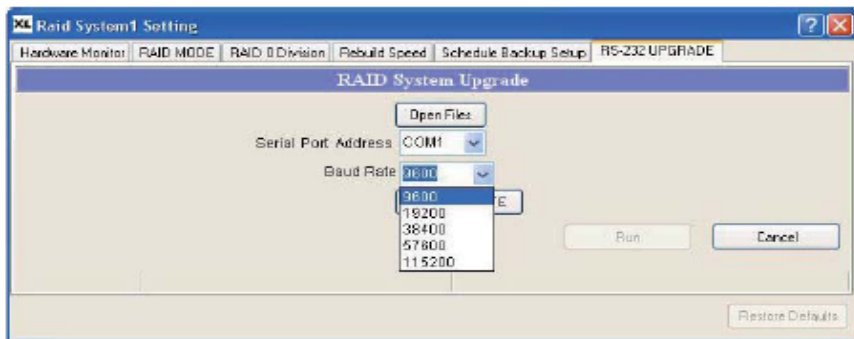 XL Raid System1 Setting
Hardware Monitor RAID MODE RAID 0 Division Rebuild Speed Schedule Backup Setup RS-232 UPGRADE
RAID System Upgrade
Open Files
Serial Port Address COM1
Baud Rate 9600
9600
19200
38400
57600
115200
Run Cancel
Restore Defaults